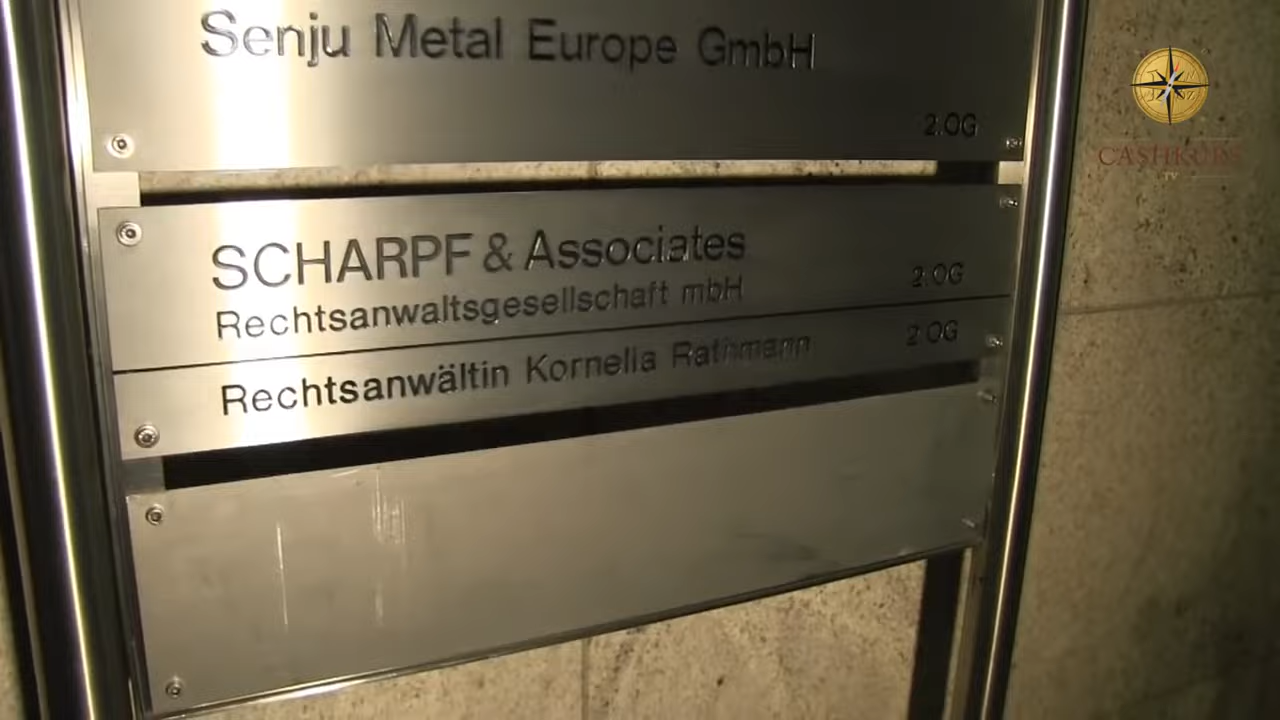 Senju Metal Europe GmbH
2.OG
SCHARPF & Associates
Rechtsanwaltsgesellschaft mbH
2.OG
Rechtsanwältin Kornelia Rathmann
2.OG
CASHKURS
TV